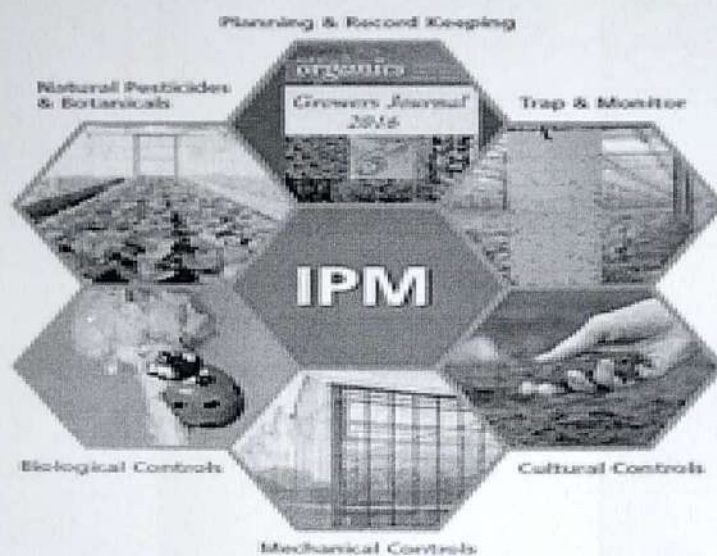 Planning & Record Keeping
organics
Growers Journal
2016
Natural Pesticides
& Botanicals
Trap & Monitor
IPM
Biological Controls
Cultural Controls
Mechanical Controls